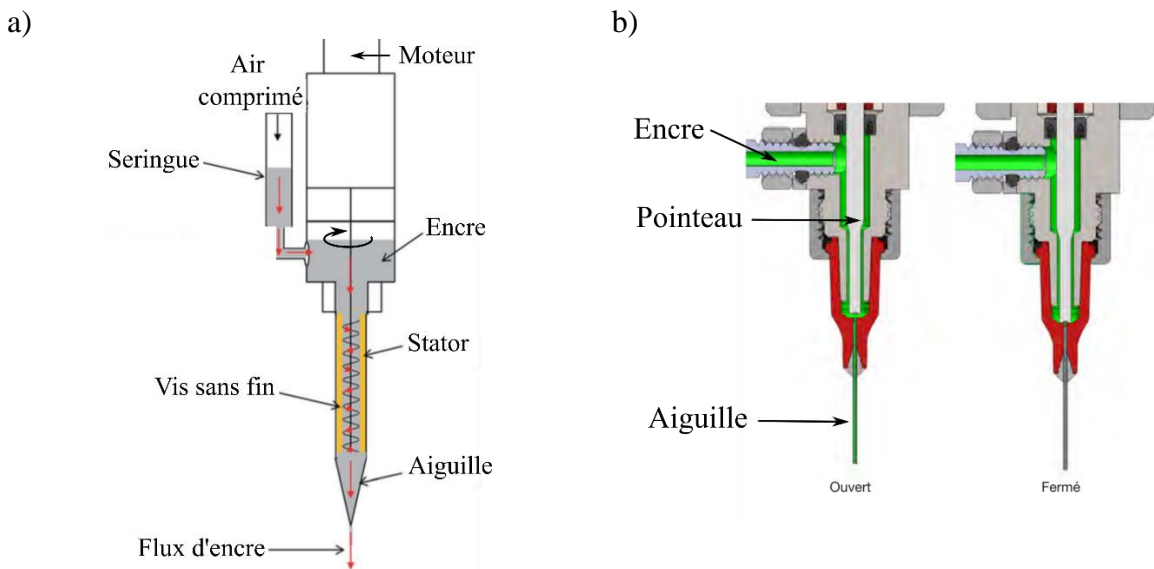 a)
Moteur
Air
comprimé
Seringue
Encre
Stator
Vis sans fin
Aiguille
Flux d'encre
b)
Encre
Pointeau
Aiguille
Ouvert
Fermé